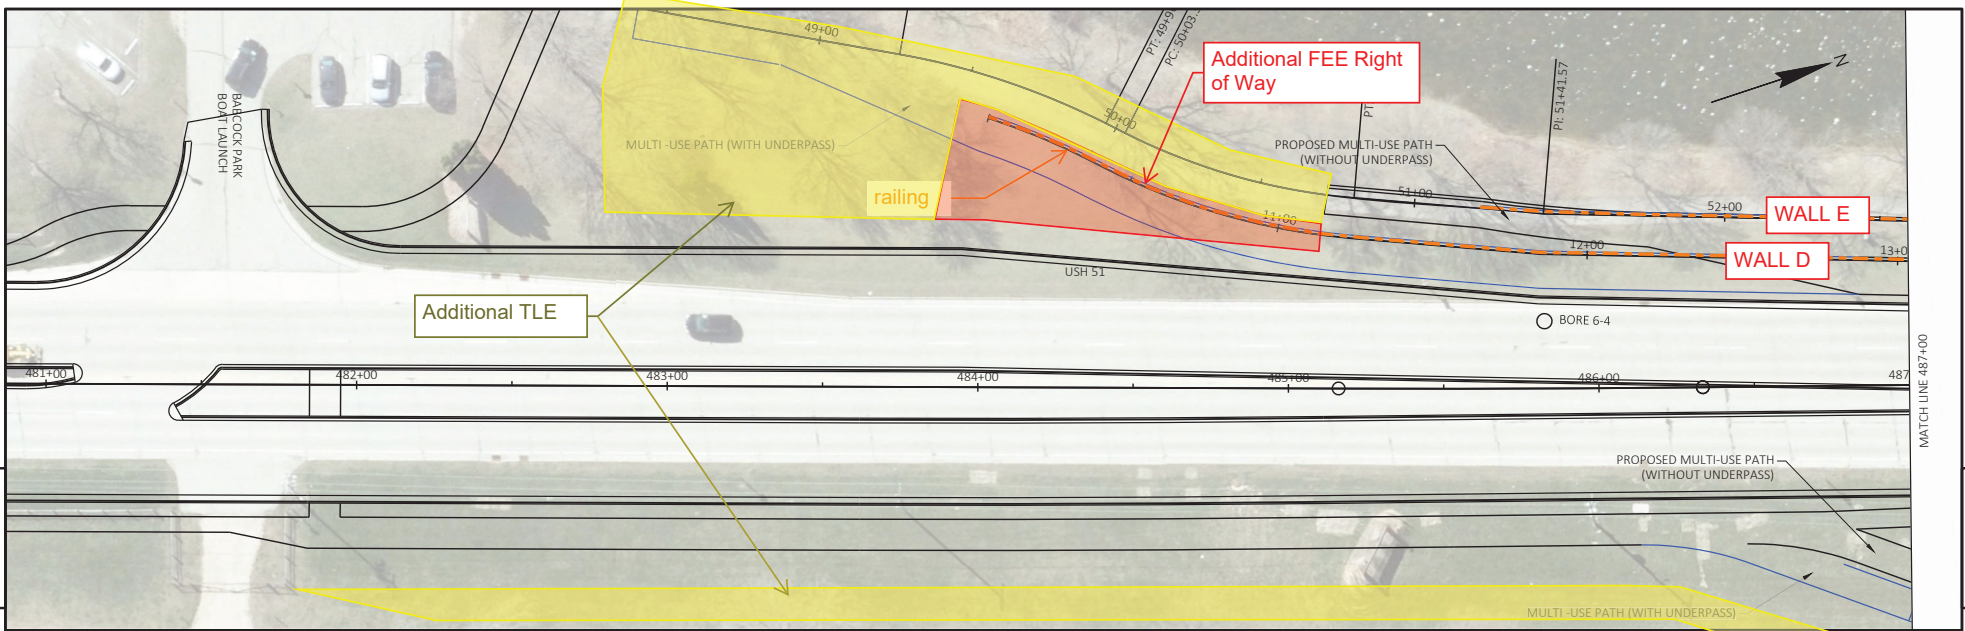 49+00
PT: 49+9
PC: 50+03.
Additional FEE Right
of Way
N
PI: 51+41.57
BABCOCK PARK
BOAT LAUNCH
50+00
PT
MULTI -USE PATH (WITH UNDERPASS)
PROPOSED MULTI-USE PATH
(WITHOUT UNDERPASS)
railing
51+00
52+00
WALL E
11+00
12+00
13+0
WALL D
USH 51
Additional TLE
BORE 6-4
481+00
482+00
483+00
484+00
485+00
486+00
487
MATCH LINE 487+00
PROPOSED MULTI-USE PATH
(WITHOUT UNDERPASS)
MULTI -USE PATH (WITH UNDERPASS)